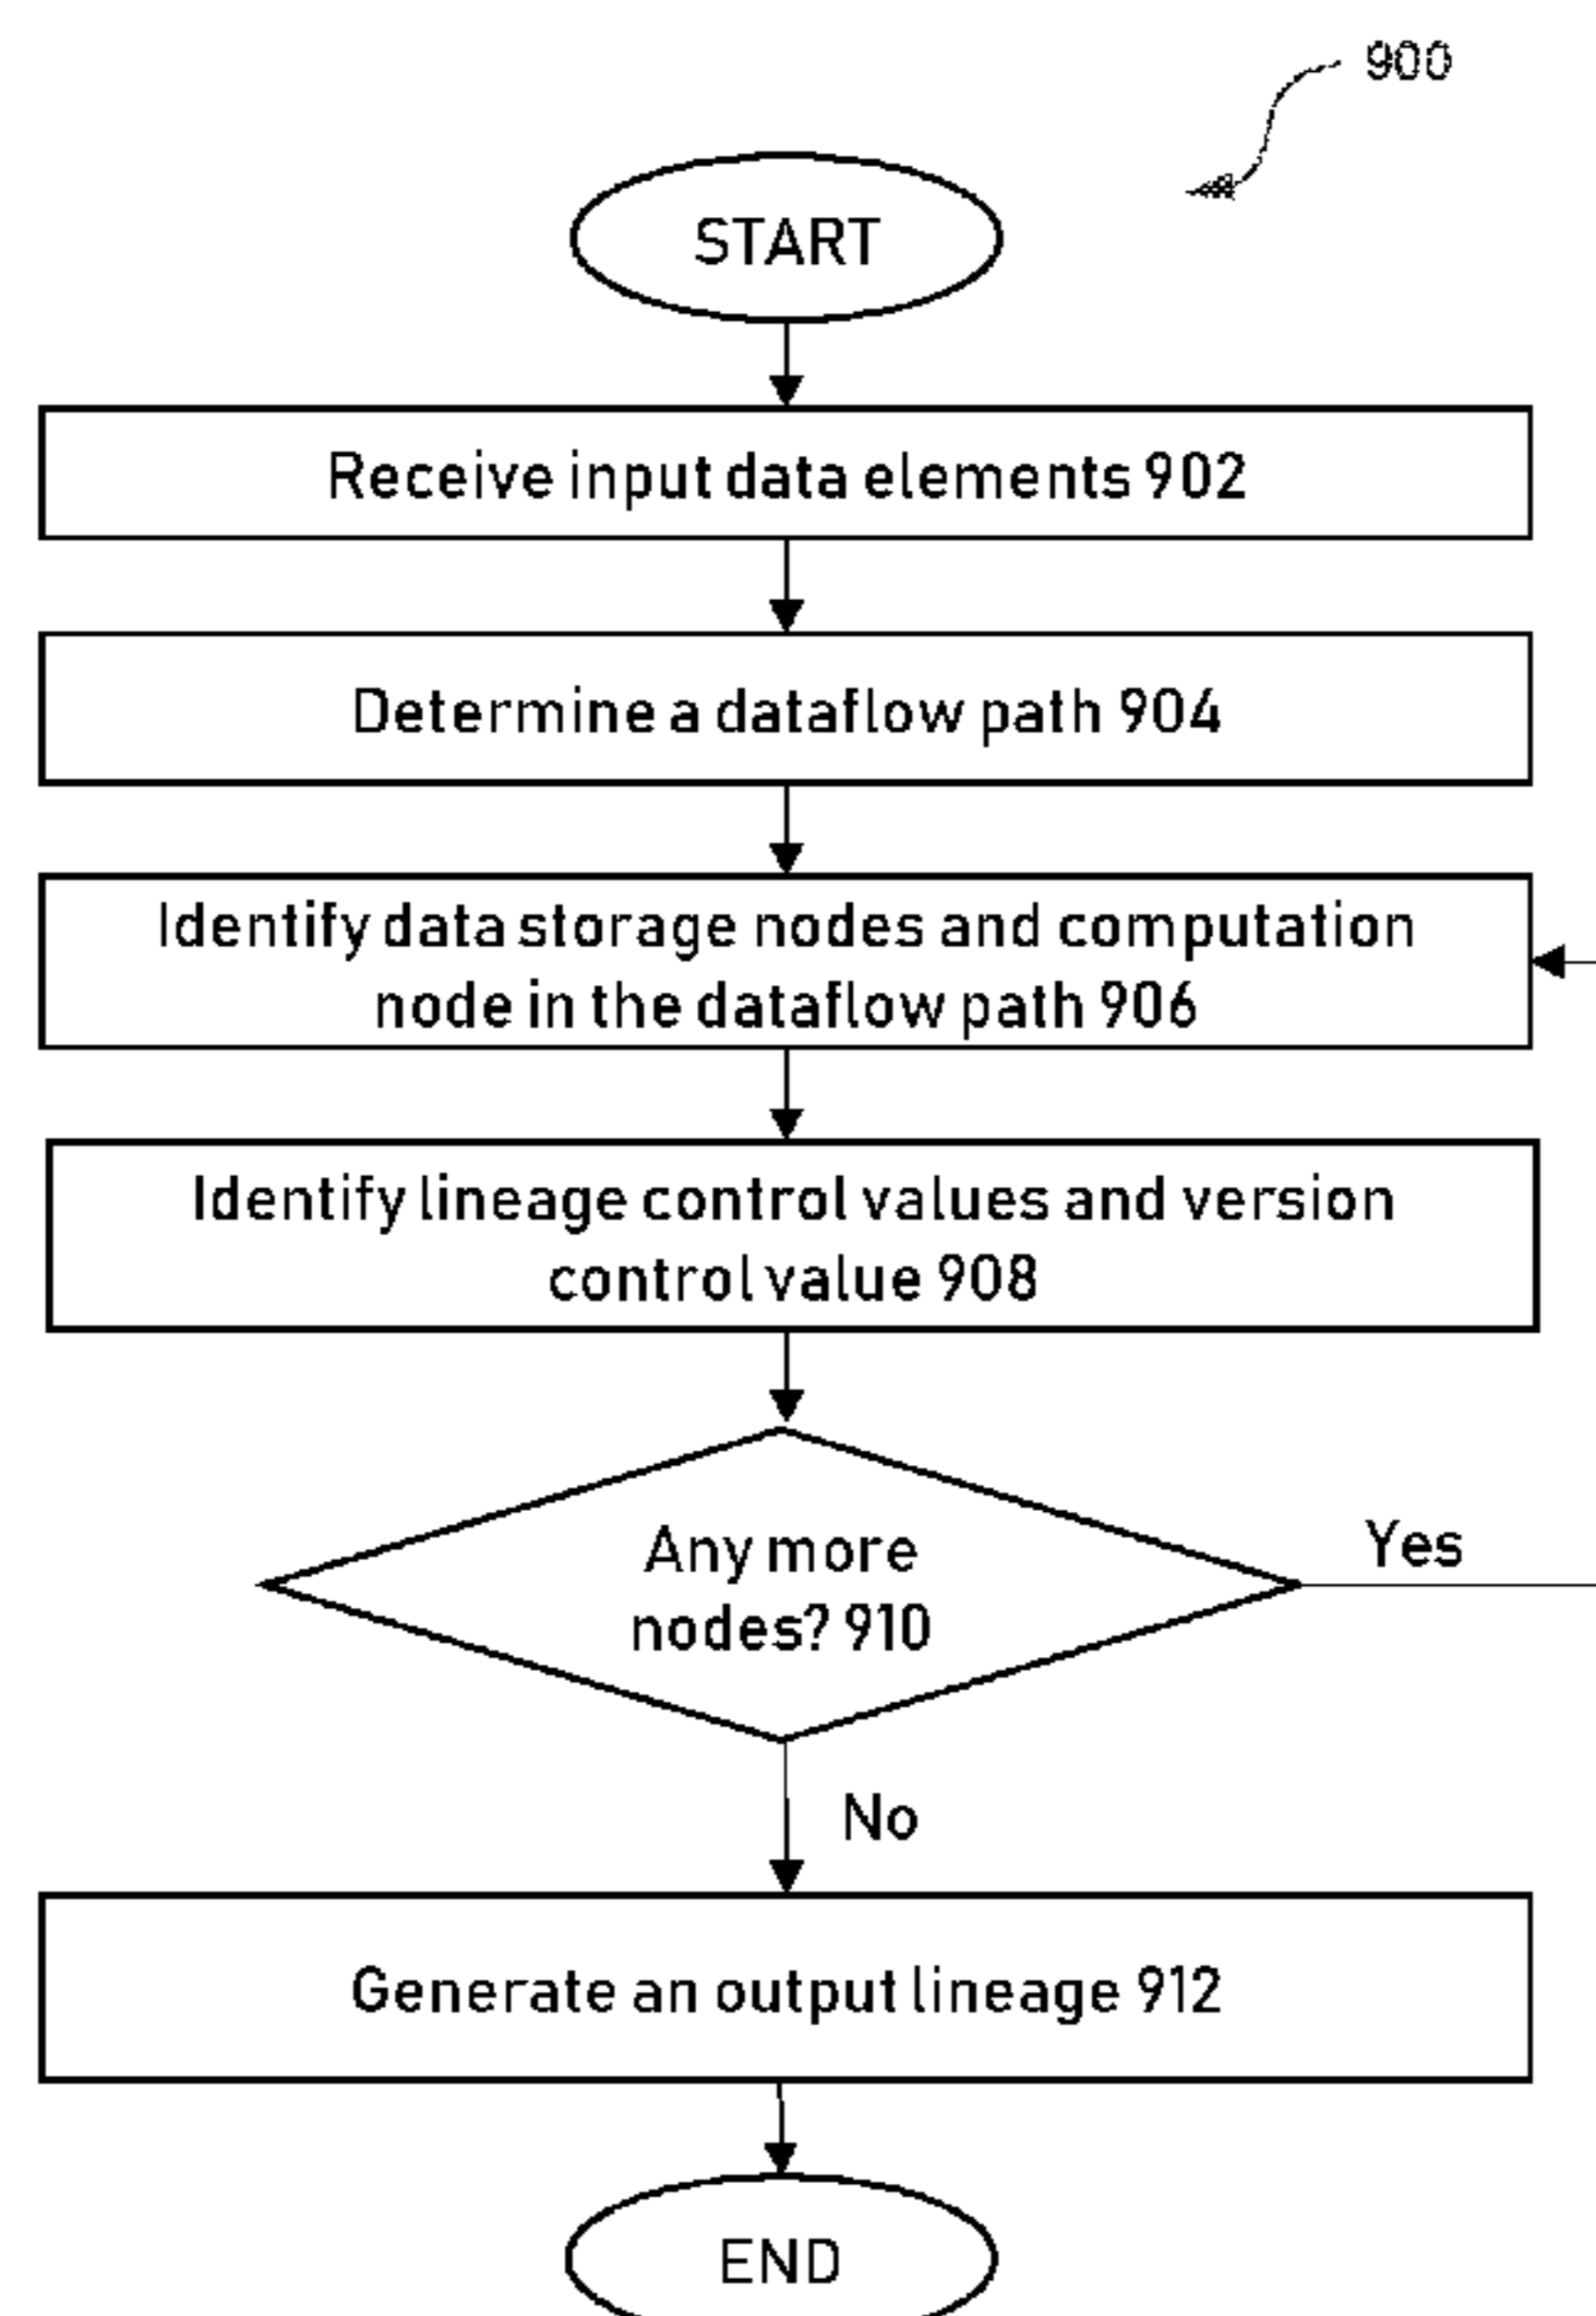 900
START
Receive input data elements 902
Determine a dataflow path 904
Identify data storage nodes and computation
node in the dataflow path 906
Identify lineage control values and version
control value 908
Any more
nodes? 910
Yes
No
Generate an output lineage 912
END